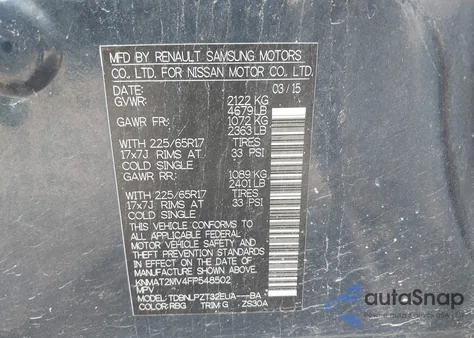 MFD BY RENAULT SAMSUNG MOTORS
CO., LTD. FOR NISSAN MOTOR CO., LTD.
DATE: 03/15
GVWR: 2122 KG
4679 LB
GAWR FR: 1072 KG
2363 LB
WITH 225/65R17 TIRES
17x7J RIMS AT 33 PSI
COLD SINGLE
GAWR RR: 1089 KG
2401 LB
WITH 225/65R17 TIRES
17x7J RIMS AT 33 PSI
COLD SINGLE
THIS VEHICLE CONFORMS TO
ALL APPLICABLE FEDERAL
MOTOR VEHICLE SAFETY AND
THEFT PREVENTION STANDARDS
IN EFFECT ON THE DATE OF
MANUFACTURE SHOWN ABOVE.
KNMAT2MV4FP548502
MPV
MODEL: TDBNLPZT32EUA---BA
COLOR: RBG TRIM: G ZS30A
autoSnap